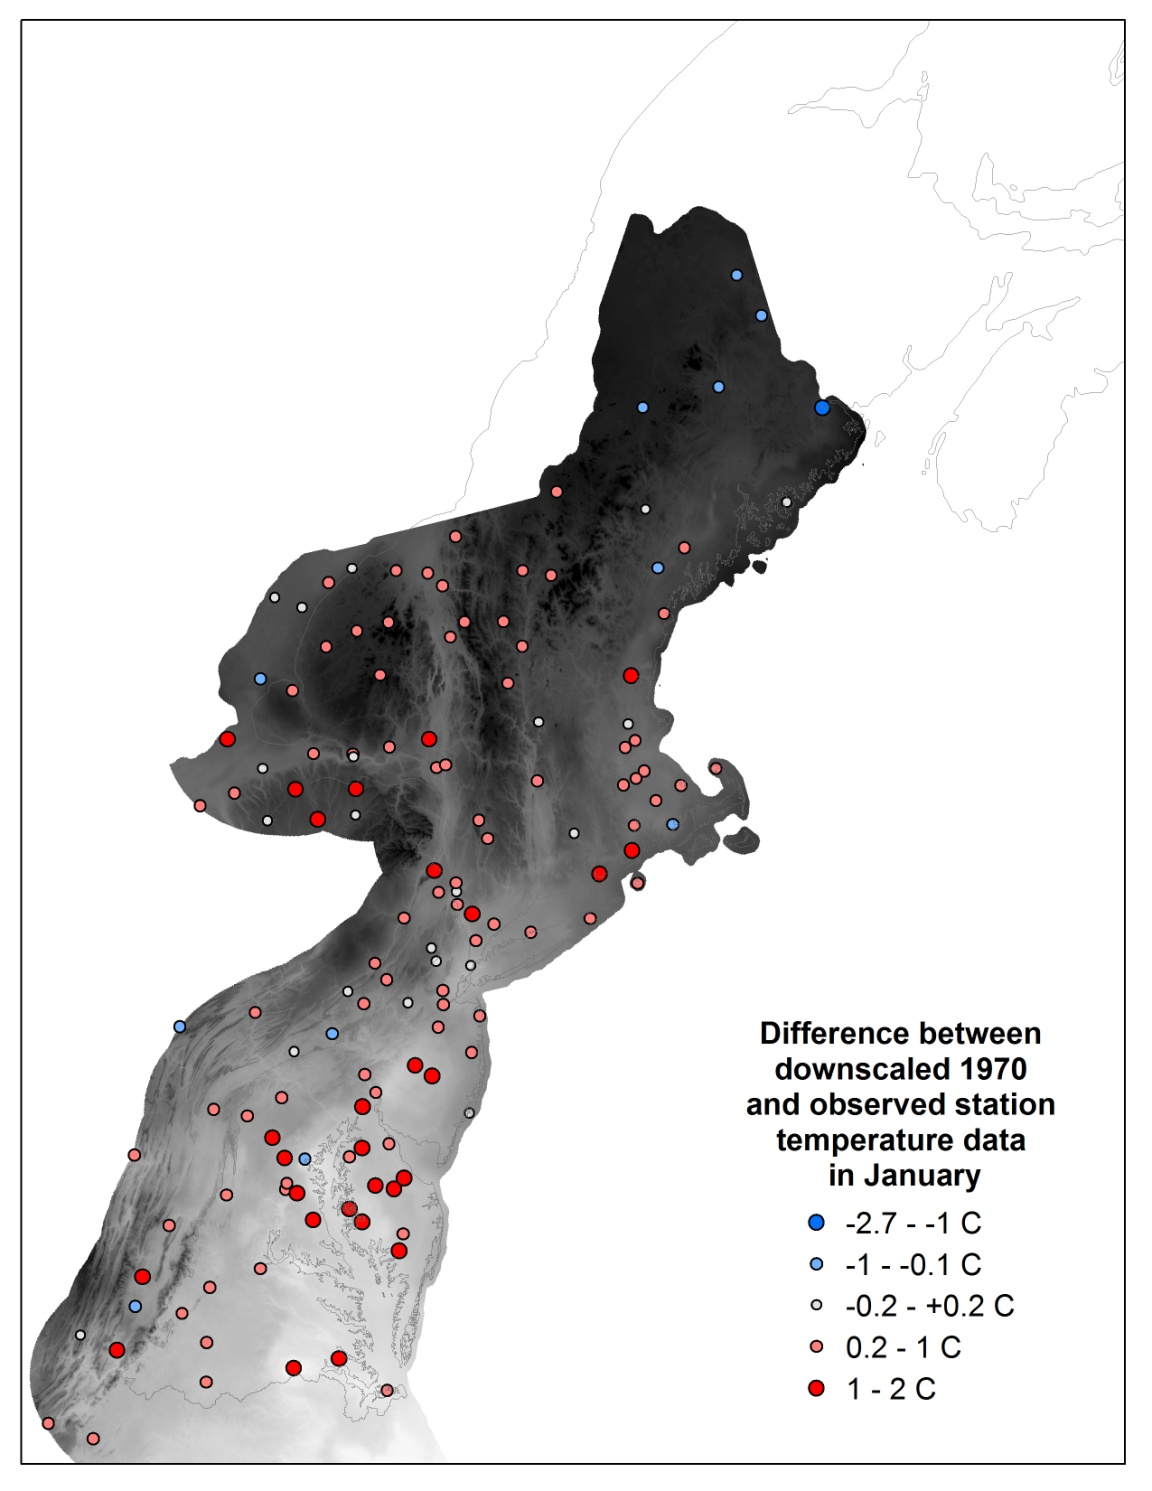 Difference between
downscaled 1970
and observed station
temperature data
in January
-2.7 - -1 C
-1 - -0.1 C
-0.2 - +0.2 C
0.2 - 1 C
1 - 2 C